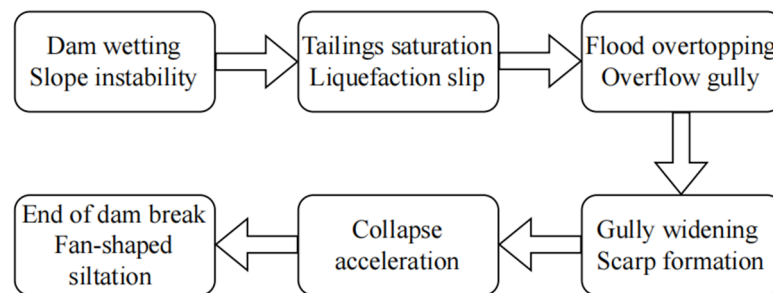 Dam wetting
Slope instability
Tailings saturation
Liquefaction slip
Flood overtopping
Overflow gully
Gully widening
Scarp formation
Collapse
acceleration
End of dam break
Fan-shaped
siltation